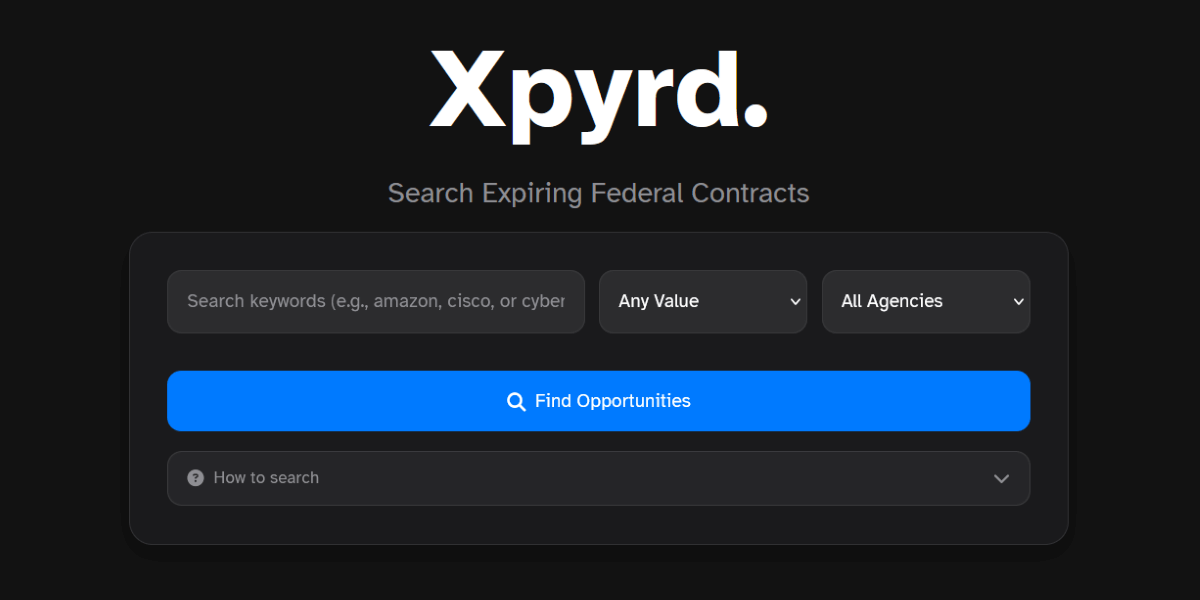 Xpyrd.
Search Expiring Federal Contracts
Search keywords (e.g., amazon, cisco, or cyber
Any Value
All Agencies
Find Opportunities
? How to search